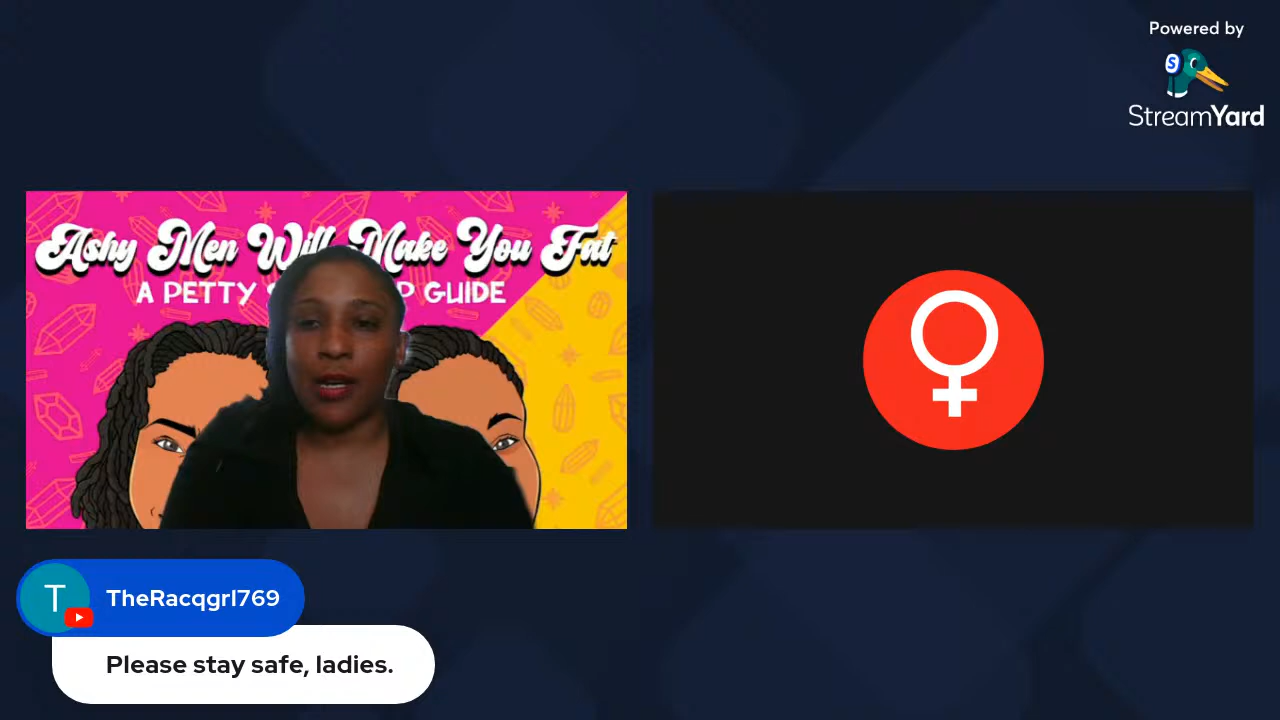 Powered by
S
StreamYard
Ashy Men Will Make You Fat
A PETTY GUIDE
T
TheRacqgrl769
Please stay safe, ladies.